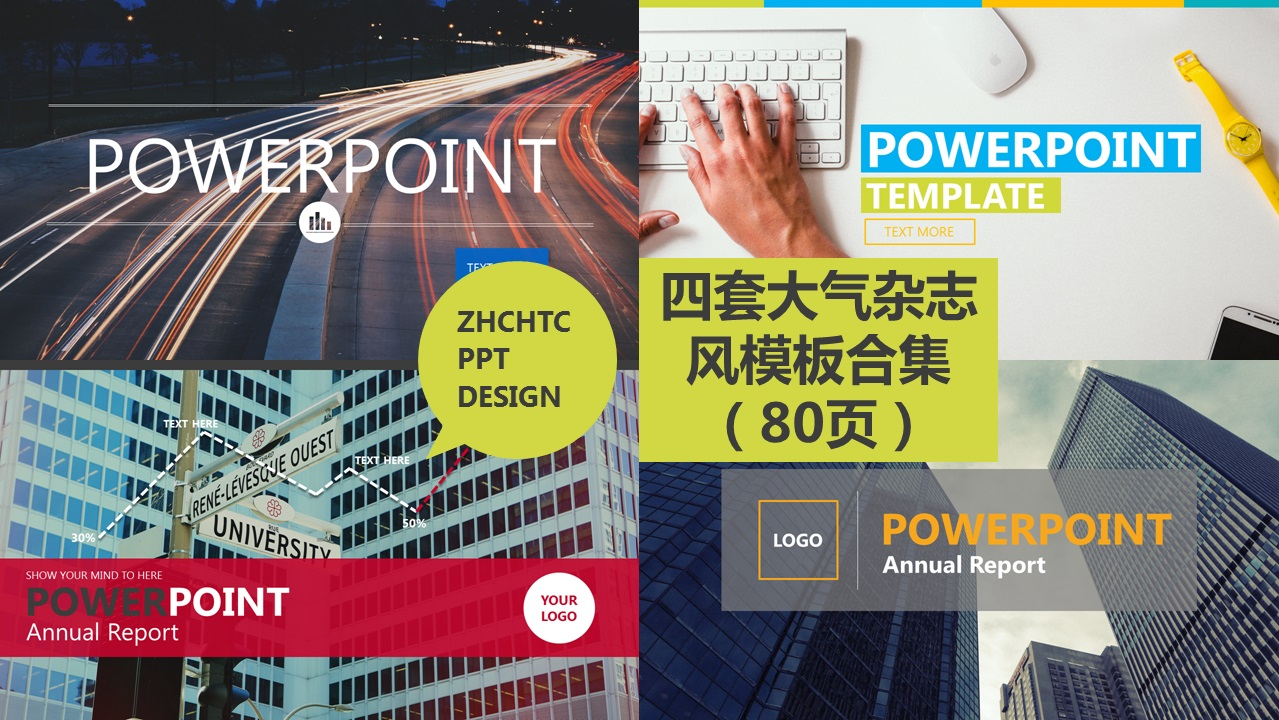 POWERPOINT
TEXT
POWERPOINT
TEMPLATE
TEXT MORE
ZHCHTC
PPT
DESIGN
四套大气杂志
风模板合集
（80页）
TEXT HERE
TEXT HERE
30%
50%
RENÉ-LÉVESQUE OUEST
RUE
UNIVERSITY
SHOW YOUR MIND TO HERE
POWERPOINT
Annual Report
YOUR
LOGO
LOGO
POWERPOINT
Annual Report